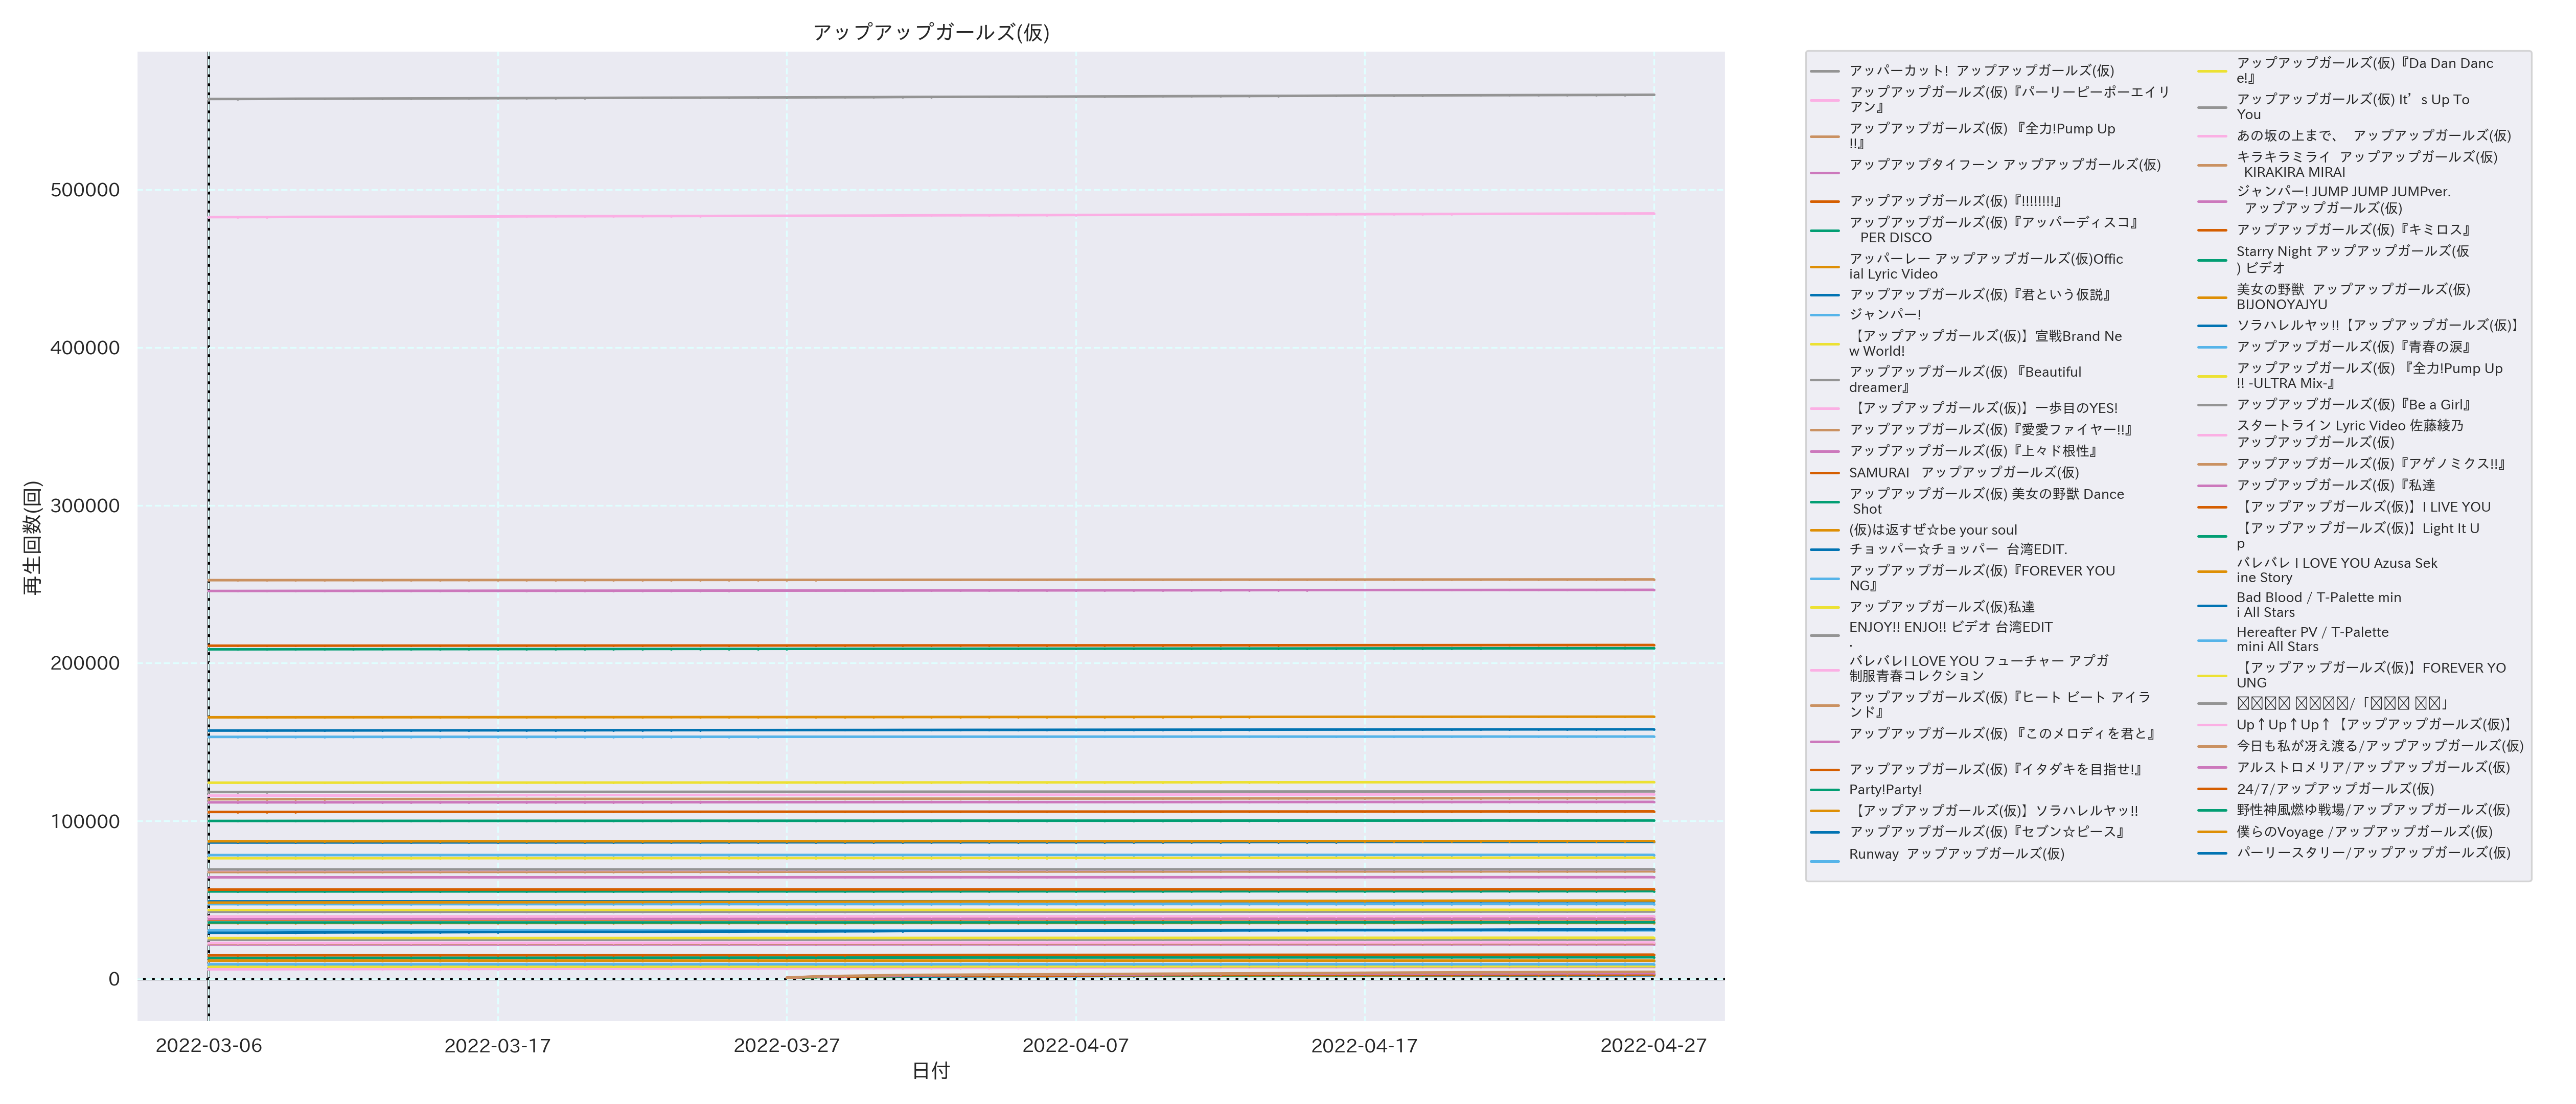 アップアップガールズ(仮)
500000
400000
300000
200000
100000
0
再生回数(回)
2022-03-06
2022-03-17
2022-03-27
2022-04-07
2022-04-17
2022-04-27
日付
アッパーカット! アップアップガールズ(仮)
アップアップガールズ(仮)『パーリーピーポーエイリ
アン』
アップアップガールズ(仮) 『全力!Pump Up
!!』
アップアップタイフーン アップアップガールズ(仮)
アップアップガールズ(仮)『!!!!!!!!』
アップアップガールズ(仮)『アッパーディスコ』
PER DISCO
アッパーレー アップアップガールズ(仮)Offic
ial Lyric Video
アップアップガールズ(仮)『君という仮説』
ジャンパー!
【アップアップガールズ(仮)】宣戦Brand Ne
w World!
アップアップガールズ(仮) 『Beautiful
dreamer』
【アップアップガールズ(仮)】一歩目のYES!
アップアップガールズ(仮)『愛愛ファイヤー!!』
アップアップガールズ(仮)『上々ド根性』
SAMURAI アップアップガールズ(仮)
アップアップガールズ(仮) 美女の野獣 Dance
Shot
(仮)は返すぜ☆be your soul
チョッパー☆チョッパー 台湾EDIT.
アップアップガールズ(仮)『FOREVER YOU
NG』
アップアップガールズ(仮)私達
ENJOY!! ENJO!! ビデオ 台湾EDIT
.
バレバレI LOVE YOU フューチャー アプガ
制服青春コレクション
アップアップガールズ(仮)『ヒート ビート アイラ
ンド』
アップアップガールズ(仮) 『このメロディを君と』
アップアップガールズ(仮)『イタダキを目指せ!』
Party!Party!
【アップアップガールズ(仮)】ソラハレルヤッ!!
アップアップガールズ(仮)『セブン☆ピース』
Runway アップアップガールズ(仮)
アップアップガールズ(仮)『Da Dan Danc
e!』
アップアップガールズ(仮) It’s Up To
You
あの坂の上まで、 アップアップガールズ(仮)
キラキラミライ アップアップガールズ(仮)
KIRAKIRA MIRAI
ジャンパー! JUMP JUMP JUMPver.
アップアップガールズ(仮)
アップアップガールズ(仮)『キミロス』
Starry Night アップアップガールズ(仮
) ビデオ
美女の野獣 アップアップガールズ(仮)
BIJONOYAJYU
ソラハレルヤッ!!【アップアップガールズ(仮)】
アップアップガールズ(仮)『青春の涙』
アップアップガールズ(仮) 『全力!Pump Up
!! -ULTRA Mix-』
アップアップガールズ(仮)『Be a Girl』
スタートライン Lyric Video 佐藤綾乃
アップアップガールズ(仮)
アップアップガールズ(仮)『アゲノミクス!!』
アップアップガールズ(仮)『私達
【アップアップガールズ(仮)】I LIVE YOU
【アップアップガールズ(仮)】Light It U
p
バレバレ I LOVE YOU Azusa Sek
ine Story
Bad Blood / T-Palette min
i All Stars
Hereafter PV / T-Palette
mini All Stars
【アップアップガールズ(仮)】FOREVER YO
UNG
/「 」
Up↑Up↑Up↑【アップアップガールズ(仮)】
今日も私が冴え渡る/アップアップガールズ(仮)
アルストロメリア/アップアップガールズ(仮)
24/7/アップアップガールズ(仮)
野性神風燃ゆ戦場/アップアップガールズ(仮)
僕らのVoyage /アップアップガールズ(仮)
パーリースタリー/アップアップガールズ(仮)